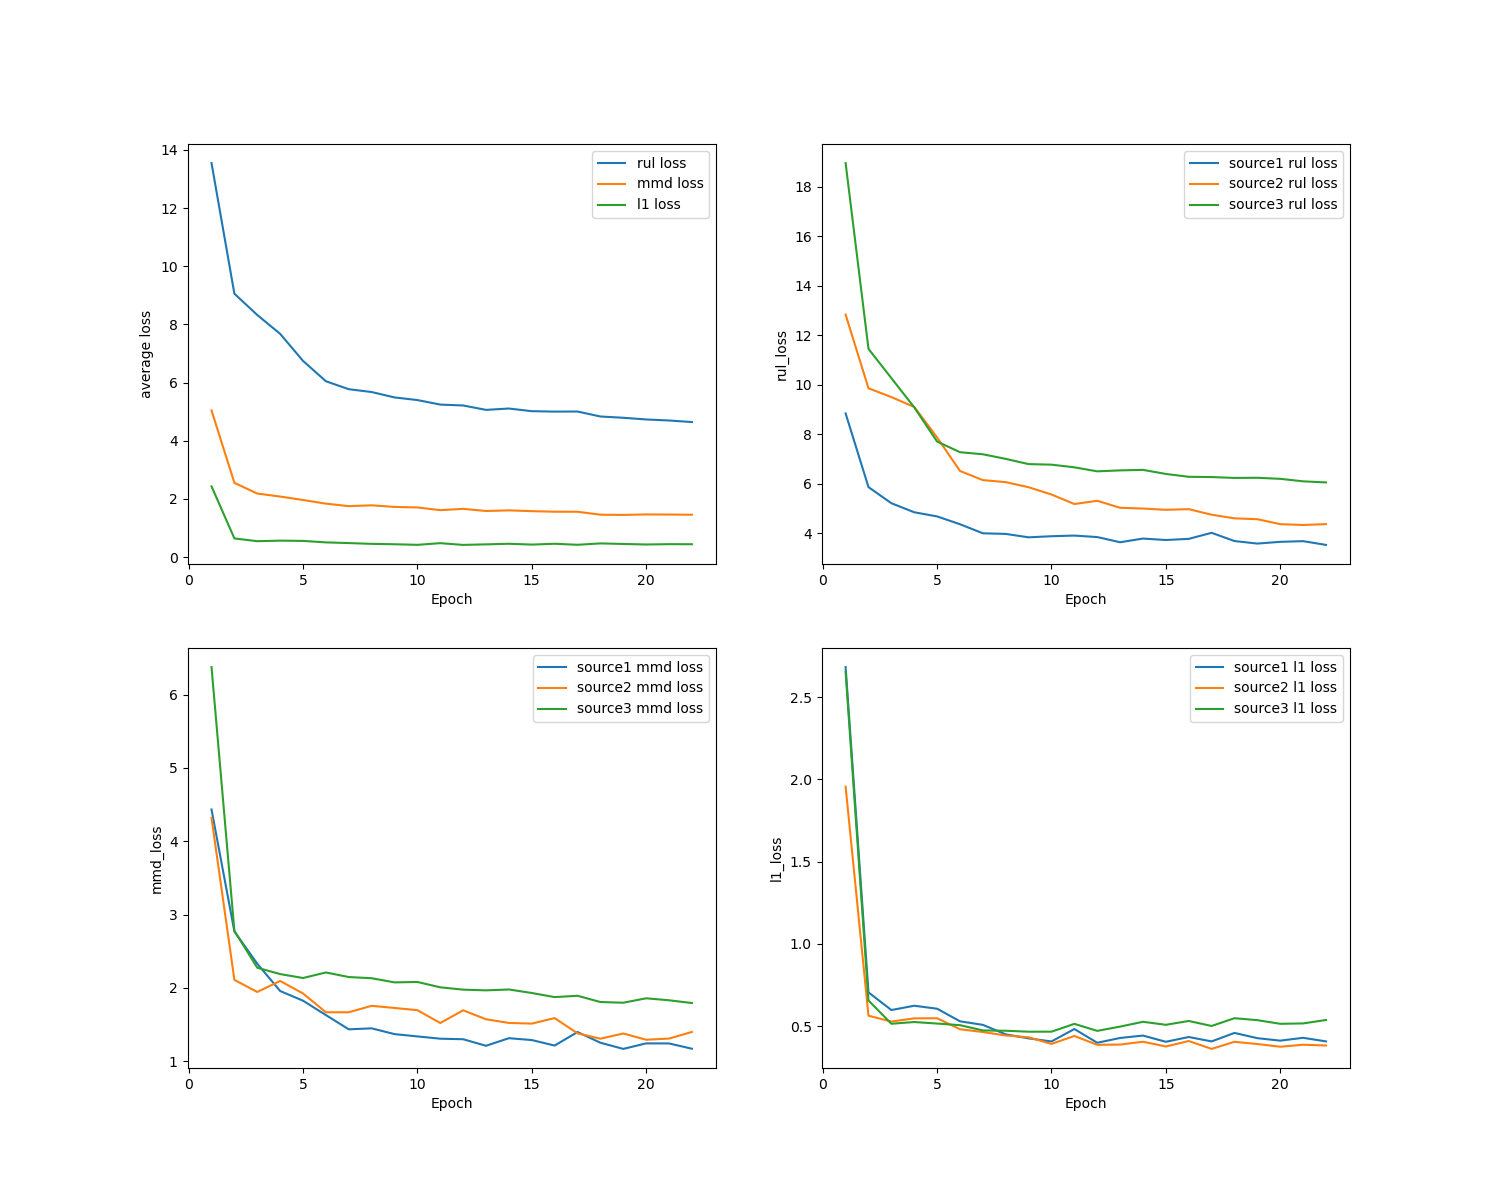 14
12
10
8
6
4
2
0
average loss
rul loss
mmd loss
l1 loss
0
5
10
15
20
Epoch
18
16
14
12
10
8
6
4
rul_loss
source1 rul loss
source2 rul loss
source3 rul loss
0
5
10
15
20
Epoch
6
5
4
3
2
1
mmd_loss
source1 mmd loss
source2 mmd loss
source3 mmd loss
0
5
10
15
20
Epoch
2.5
2.0
1.5
1.0
0.5
l1_loss
source1 l1 loss
source2 l1 loss
source3 l1 loss
0
5
10
15
20
Epoch